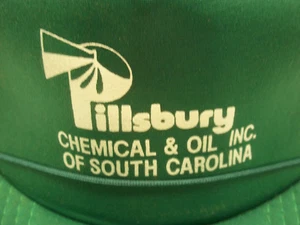 Pillsbury
CHEMICAL & OIL INC.
OF SOUTH CAROLINA